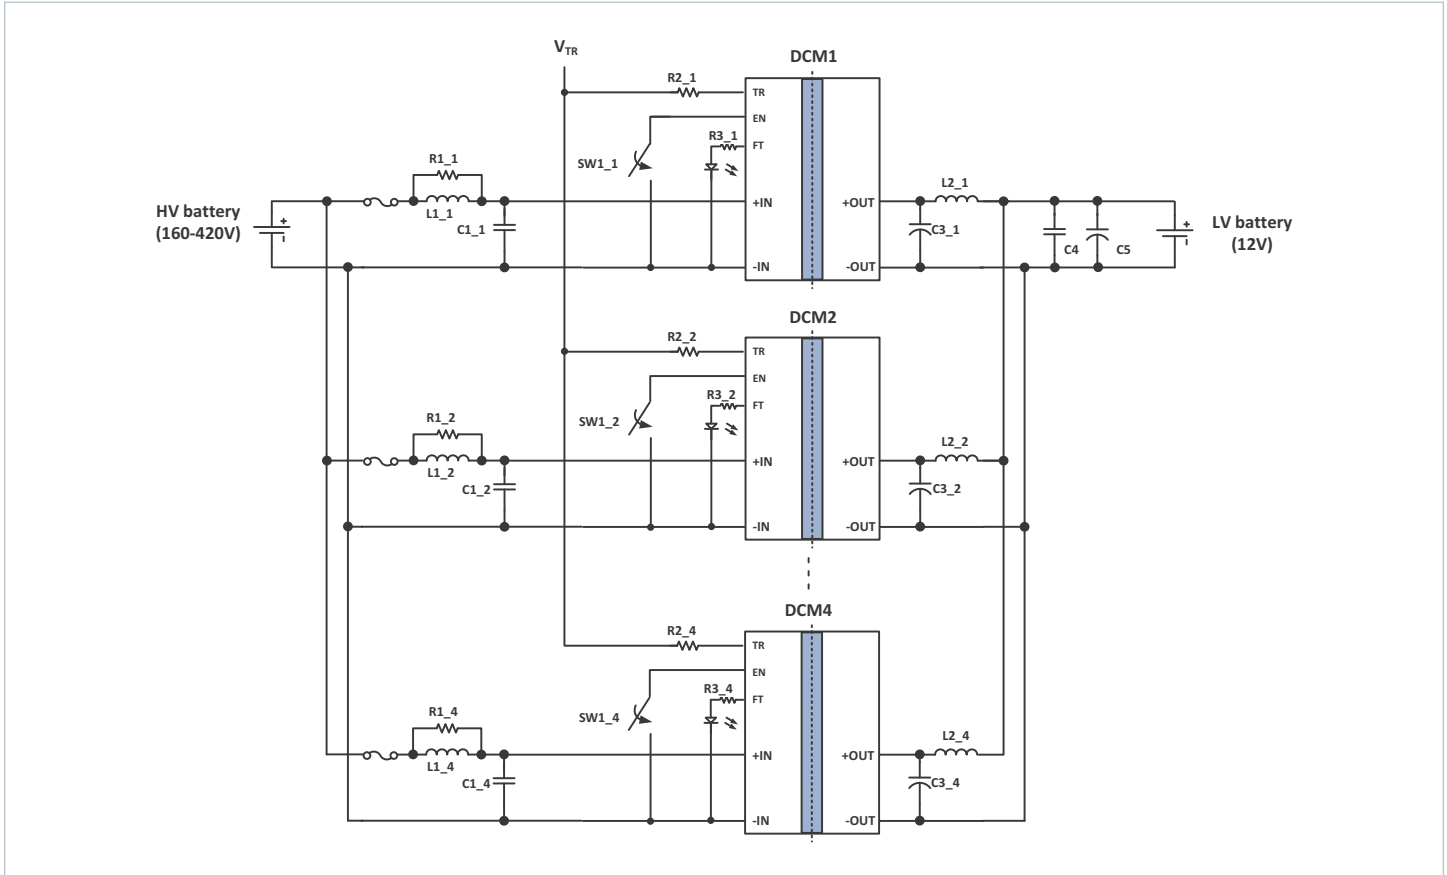 V_TR
DCM1
R2_1
TR
EN
R3_1
FT
SW1_1
R1_1
L1_1
C1_1
HV battery
(160-420V)
+
+IN
-IN
+OUT
-OUT
L2_1
C3_1
C4
C5
+
LV battery
(12V)
DCM2
R2_2
TR
EN
R3_2
FT
SW1_2
R1_2
L1_2
C1_2
+IN
-IN
+OUT
-OUT
L2_2
C3_2
DCM4
R2_4
TR
EN
R3_4
FT
SW1_4
R1_4
L1_4
C1_4
+IN
-IN
+OUT
-OUT
L2_4
C3_4